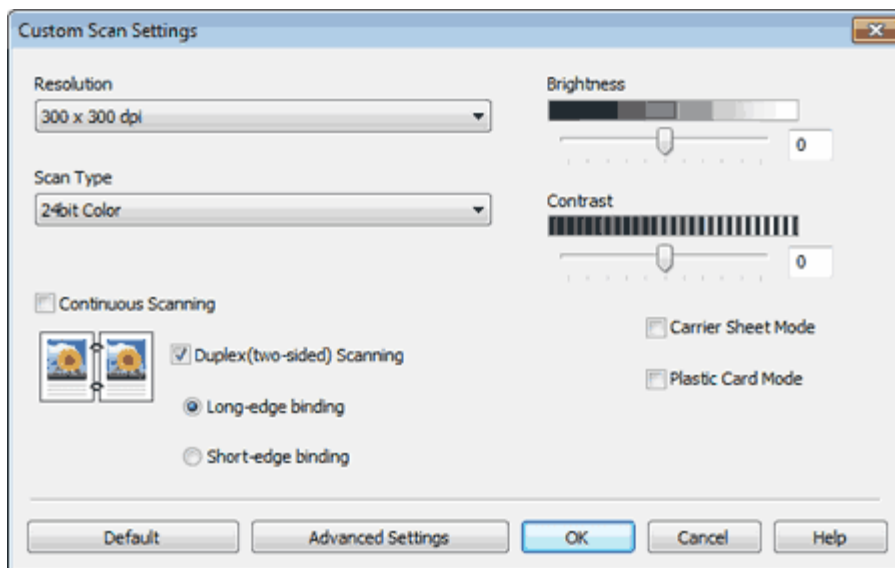 Custom Scan Settings
Resolution
300 x 300 dpi
Scan Type
24bit Color
Brightness
0
Contrast
0
Continuous Scanning
Duplex(two-sided) Scanning
Long-edge binding
Short-edge binding
Carrier Sheet Mode
Plastic Card Mode
Default
Advanced Settings
OK
Cancel
Help